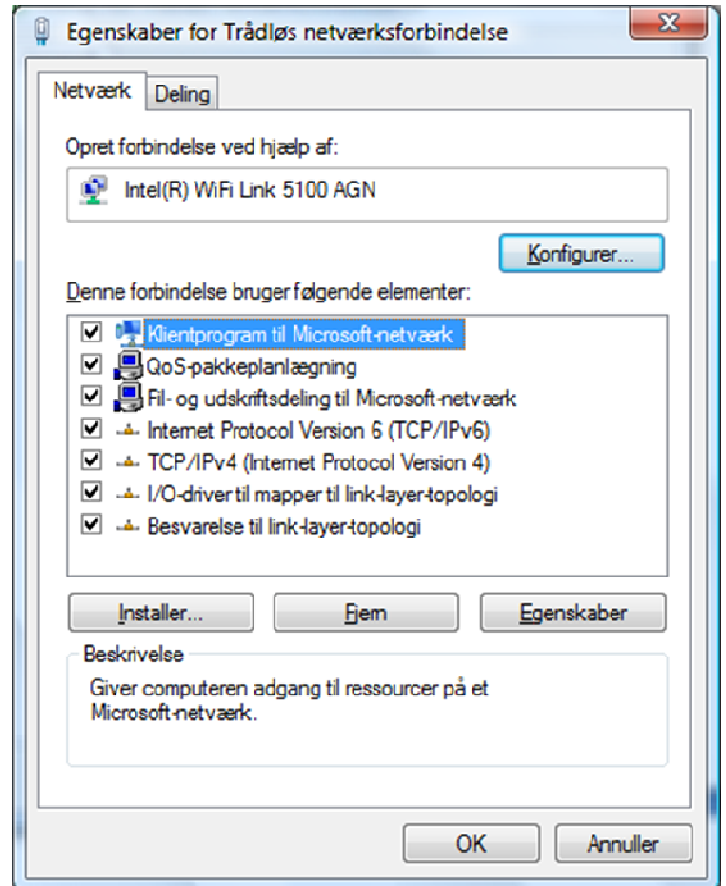 Egenskaber for Trådløs netværksforbindelse
Netværk
Deling
Opret forbindelse ved hjælp af:
Intel(R) WiFi Link 5100 AGN
Konfigurer...
Denne forbindelse bruger følgende elementer:
Klientprogram til Microsoft-netværk
QoS-pakkeplanlægning
Fil- og udskriftsdeling til Microsoft-netværk
Internet Protocol Version 6 (TCP/IPv6)
TCP/IPv4 (Internet Protocol Version 4)
I/O-driver til mapper til link-layer-topologi
Besvarelse til link-layer-topologi
Installer...
Fjern
Egenskaber
Beskrivelse
Giver computeren adgang til ressourcer på et
Microsoft-netværk.
OK
Annuller